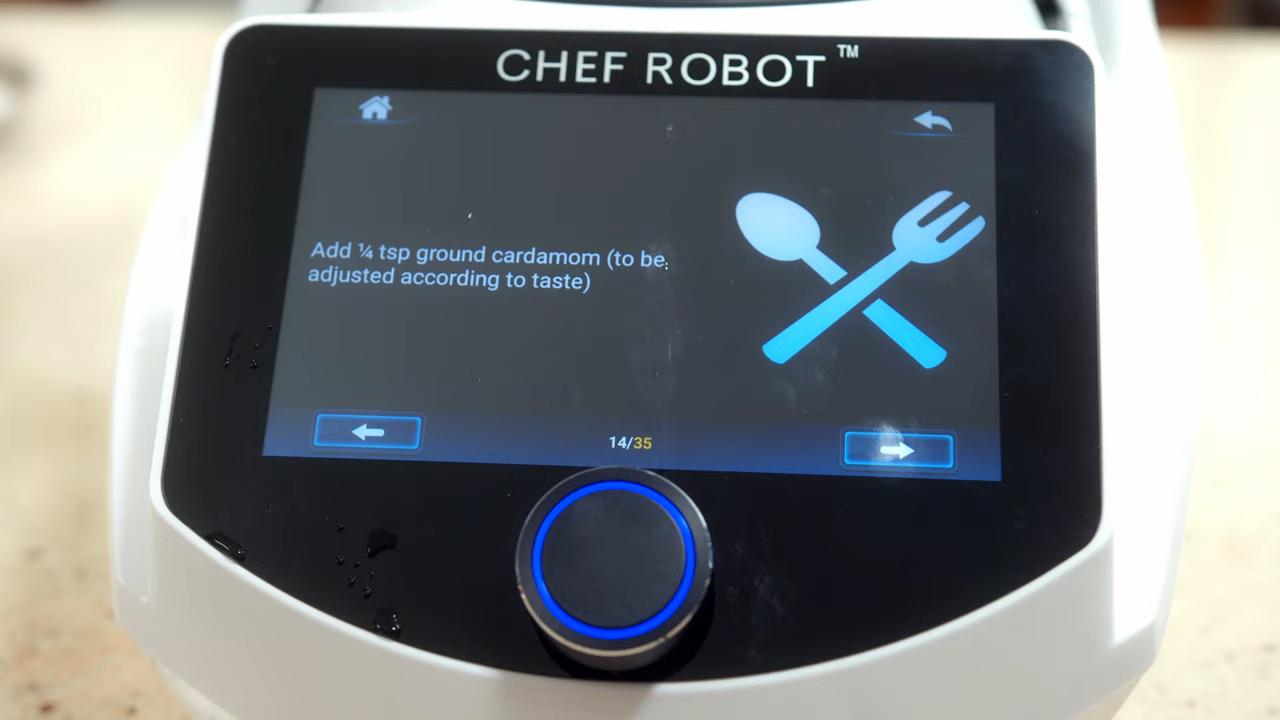 CHEF ROBOT™
Add ¼ tsp ground cardamom (to be
adjusted according to taste)
14/35